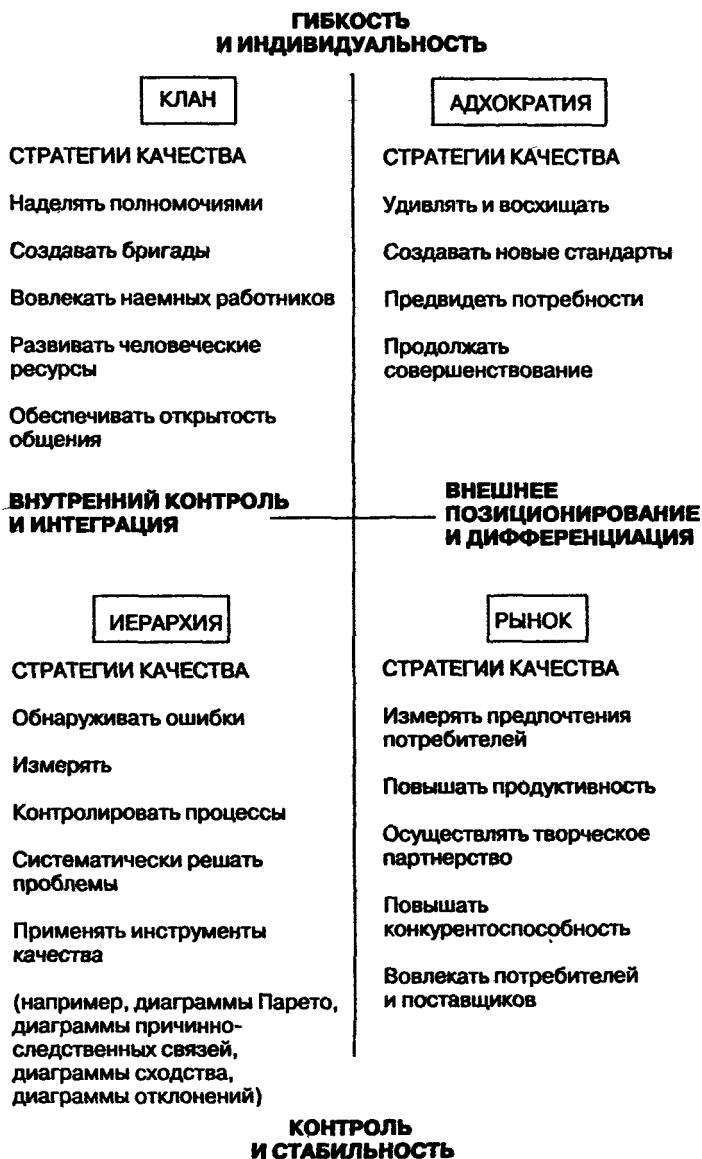 ГИБКОСТЬ
И ИНДИВИДУАЛЬНОСТЬ
КЛАН
СТРАТЕГИИ КАЧЕСТВА
Наделять полномочиями
Создавать бригады
Вовлекать наемных работников
Развивать человеческие
ресурсы
Обеспечивать открытость
общения
АДХОКРАТИЯ
СТРАТЕГИИ КАЧЕСТВА
Удивлять и восхищать
Создавать новые стандарты
Предвидеть потребности
Продолжать
совершенствование
ВНУТРЕННИЙ КОНТРОЛЬ
И ИНТЕГРАЦИЯ
ВНЕШНЕЕ
ПОЗИЦИОНИРОВАНИЕ
И ДИФФЕРЕНЦИАЦИЯ
ИЕРАРХИЯ
СТРАТЕГИИ КАЧЕСТВА
Обнаруживать ошибки
Измерять
Контролировать процессы
Систематически решать
проблемы
Применять инструменты
качества
(например, диаграммы Парето,
диаграммы причинно-
следственных связей,
диаграммы сходства,
диаграммы отклонений)
РЫНОК
СТРАТЕГИИ КАЧЕСТВА
Измерять предпочтения
потребителей
Повышать продуктивность
Осуществлять творческое
партнерство
Повышать
конкурентоспособность
Вовлекать потребителей
и поставщиков
КОНТРОЛЬ
И СТАБИЛЬНОСТЬ